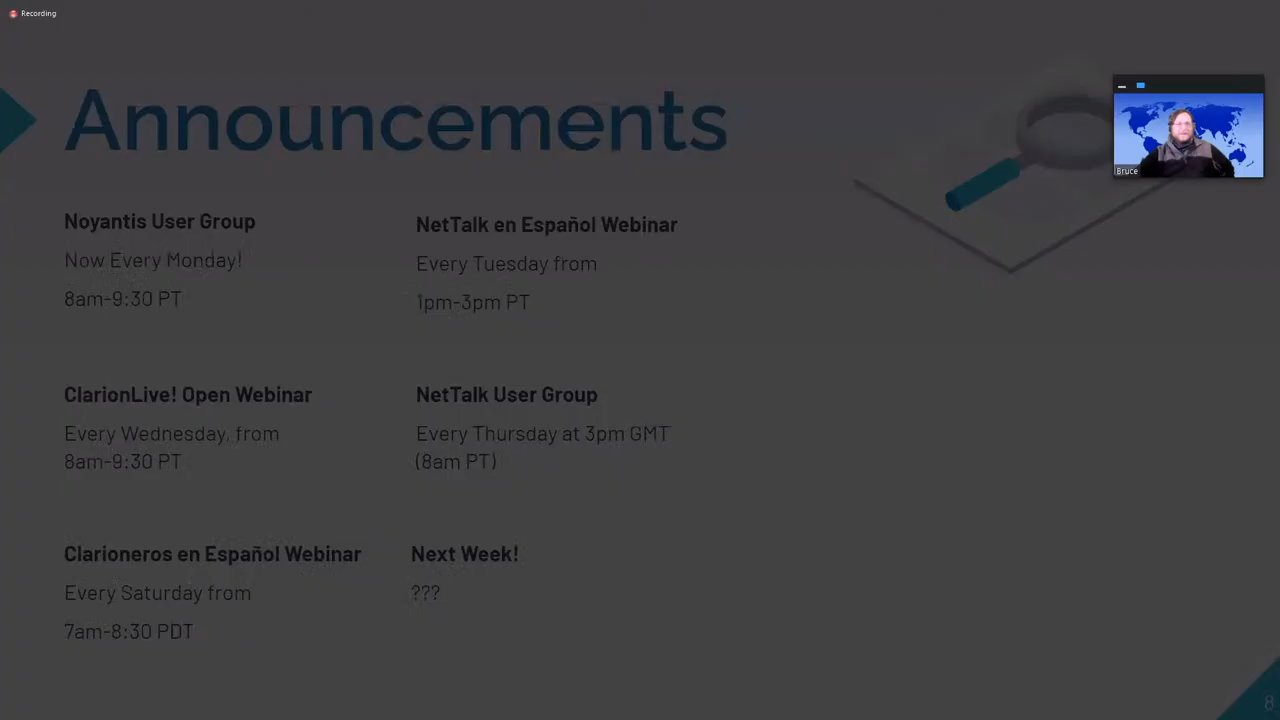 Recording
Announcements
Bruce
Noyantis User Group
Now Every Monday!
8am-9:30 PT
NetTalk en Español Webinar
Every Tuesday from
1pm-3pm PT
ClarionLive! Open Webinar
Every Wednesday, from
8am-9:30 PT
NetTalk User Group
Every Thursday at 3pm GMT
(8am PT)
Clarioneros en Español Webinar
Every Saturday from
7am-8:30 PDT
Next Week!
???
8